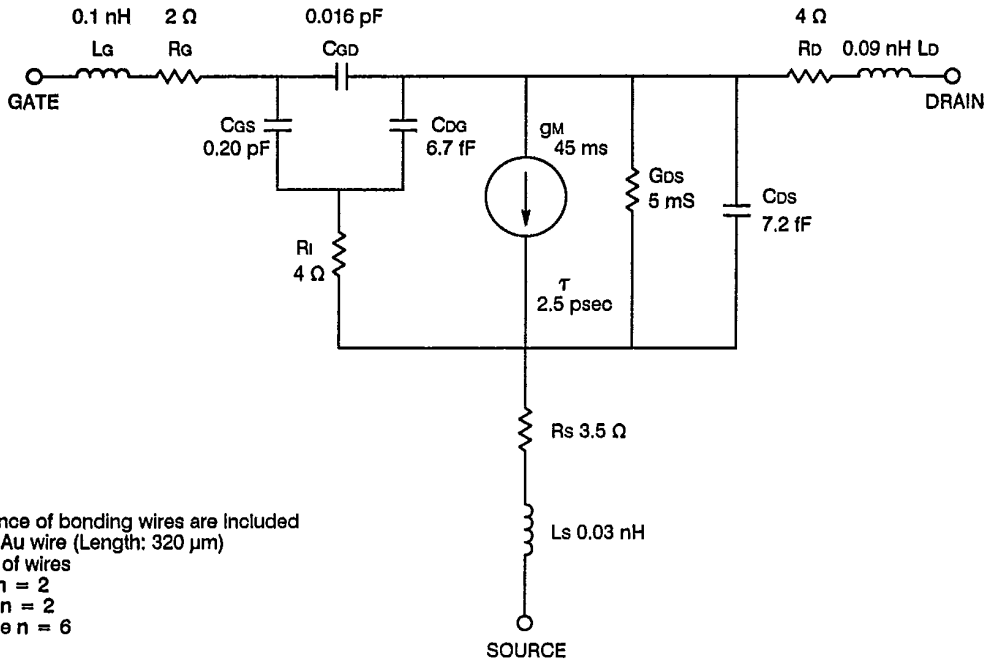 0.1 nH 2 Ω 0.016 pF 4 Ω
LG RG CGD RD 0.09 nH LD
GATE DRAIN
CGS
0.20 pF
CDG
6.7 fF
gM
45 ms
GDS
5 mS
CDS
7.2 fF
RI
4 Ω
τ
2.5 psec
Rs 3.5 Ω
Ls 0.03 nH
of bonding wires are Included
Au wire (Length: 320 µm)
of wires
n = 2
n = 2
n = 6
SOURCE